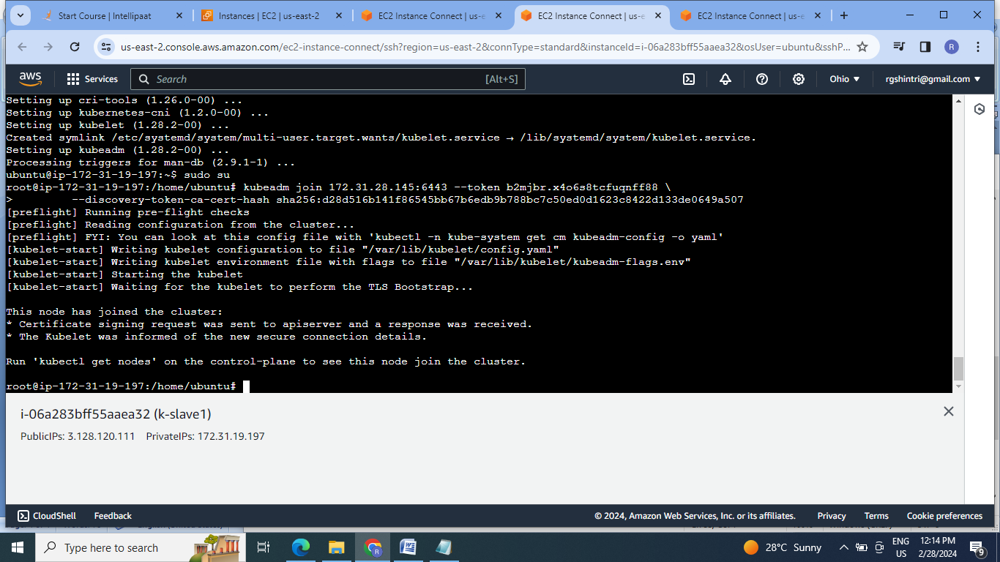 Start Course | Intellipaat
Instances | EC2 | us-east-2
EC2 Instance Connect | us-e
EC2 Instance Connect | us-e
EC2 Instance Connect | us-e
us-east-2.console.aws.amazon.com/ec2-instance-connect/ssh?region=us-east-2&connType=standard&instanceId=i-06a283bff55aaea32&osUser=ubuntu&sshP...
R
aws
Services
Search
[Alt+S]
Ohio
rgshintri@gmail.com
Setting up cri-tools (1.26.0-00) ...
Setting up kubernetes-cni (1.2.0-00) ...
Setting up kubelet (1.28.2-00) ...
Created symlink /etc/systemd/system/multi-user.target.wants/kubelet.service → /lib/systemd/system/kubelet.service.
Setting up kubeadm (1.28.2-00) ...
Processing triggers for man-db (2.9.1-1) ...
ubuntu@ip-172-31-19-197:~$ sudo su
root@ip-172-31-19-197:/home/ubuntu# kubeadm join 172.31.28.145:6443 --token b2mjbr.x4o6s8tcfuqnff88 \
>         --discovery-token-ca-cert-hash sha256:d28d516b141f86545bb67b6edb9b788bc7c50ed0d1623c8422d133de0649a507
[preflight] Running pre-flight checks
[preflight] Reading configuration from the cluster...
[preflight] FYI: You can look at this config file with 'kubectl -n kube-system get cm kubeadm-config -o yaml'
[kubelet-start] Writing kubelet configuration to file "/var/lib/kubelet/config.yaml"
[kubelet-start] Writing kubelet environment file with flags to file "/var/lib/kubelet/kubeadm-flags.env"
[kubelet-start] Starting the kubelet
[kubelet-start] Waiting for the kubelet to perform the TLS Bootstrap...
This node has joined the cluster:
* Certificate signing request was sent to apiserver and a response was received.
* The Kubelet was informed of the new secure connection details.
Run 'kubectl get nodes' on the control-plane to see this node join the cluster.
root@ip-172-31-19-197:/home/ubuntu#
i-06a283bff55aaea32 (k-slave1)
PublicIPs: 3.128.120.111 PrivateIPs: 172.31.19.197
CloudShell
Feedback
© 2024, Amazon Web Services, Inc. or its affiliates.
Privacy
Terms
Cookie preferences
Type here to search
28°C Sunny
ENG
US
12:14 PM
2/28/2024
9